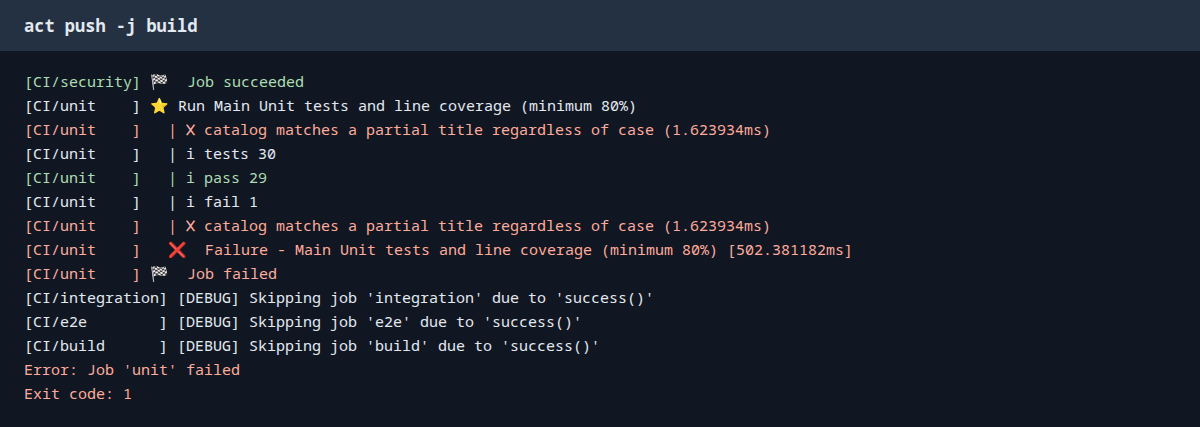 act push -j build
[CI/security] 🏁  Job succeeded
[CI/unit    ] ⭐ Run Main Unit tests and line coverage (minimum 80%)
[CI/unit    ]   | ✗ catalog matches a partial title regardless of case (1.623934ms)
[CI/unit    ]   | i tests 30
[CI/unit    ]   | i pass 29
[CI/unit    ]   | i fail 1
[CI/unit    ]   | ✗ catalog matches a partial title regardless of case (1.623934ms)
[CI/unit    ]   ❌  Failure - Main Unit tests and line coverage (minimum 80%) [502.381182ms]
[CI/unit    ] 🏁  Job failed
[CI/integration] [DEBUG] Skipping job 'integration' due to 'success()'
[CI/e2e        ] [DEBUG] Skipping job 'e2e' due to 'success()'
[CI/build      ] [DEBUG] Skipping job 'build' due to 'success()'
Error: Job 'unit' failed
Exit code: 1